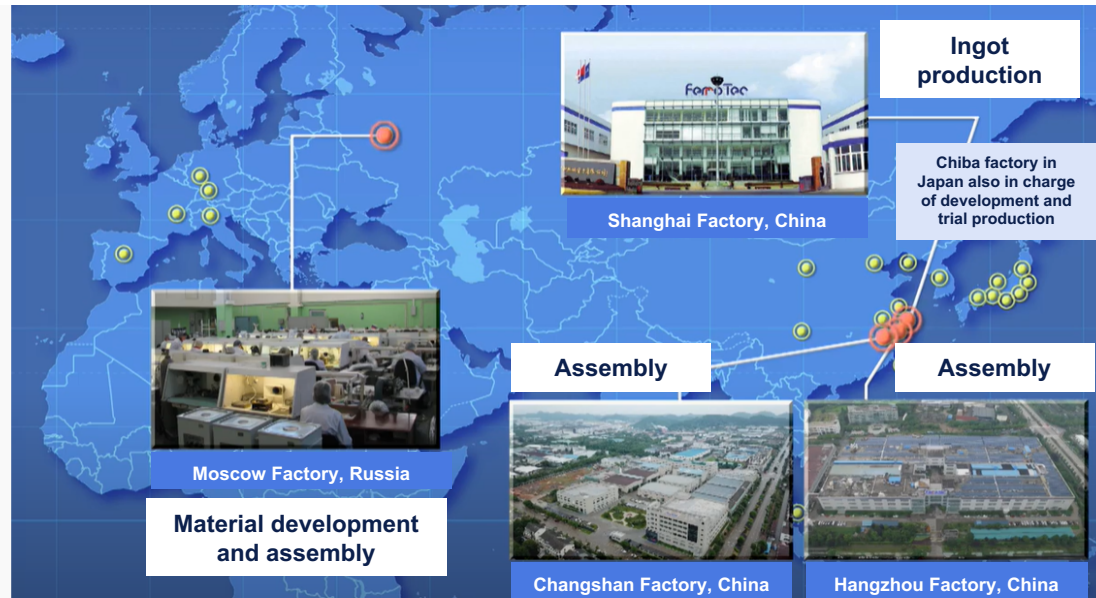 Ingot
production
FerroTec
Chiba factory in
Japan also in charge
of development and
trial production
Shanghai Factory, China
Assembly
Assembly
Moscow Factory, Russia
Material development
and assembly
Changshan Factory, China
Hangzhou Factory, China